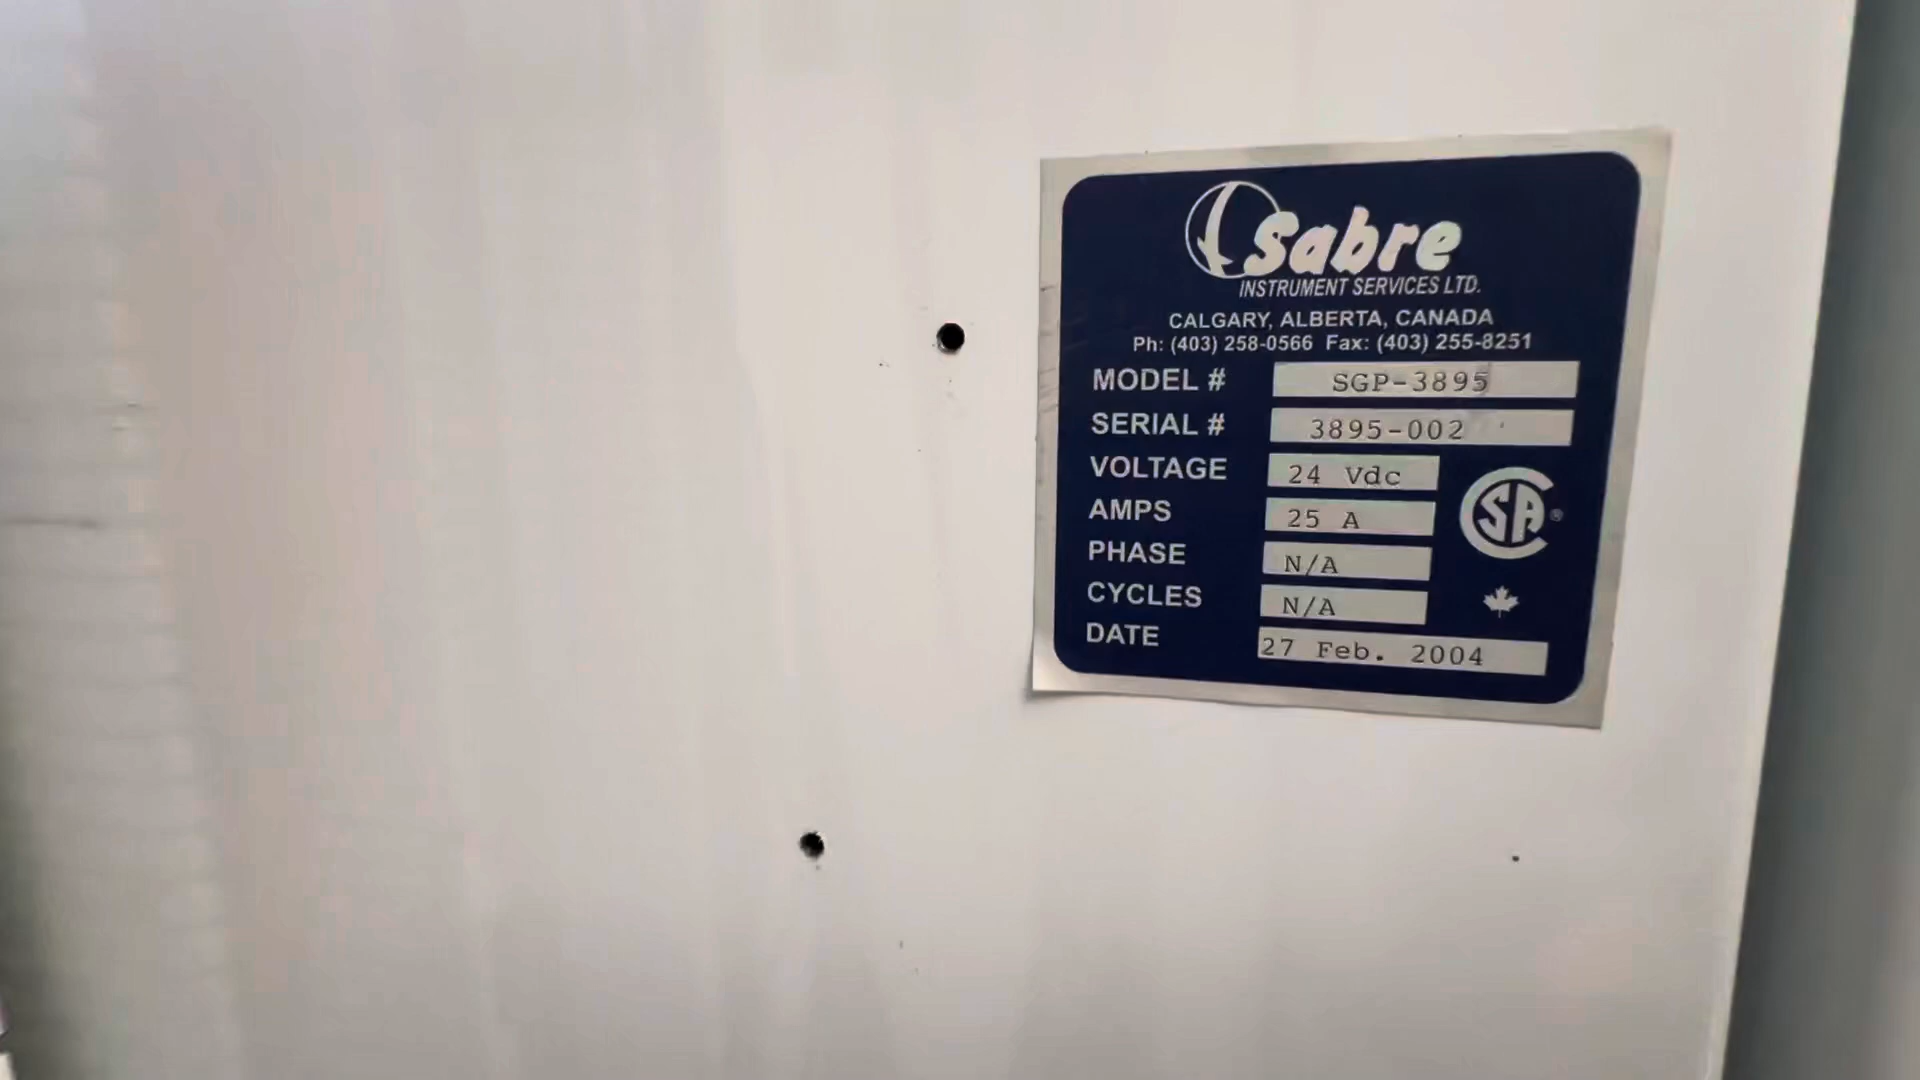 Sabre
INSTRUMENT SERVICES LTD.
CALGARY, ALBERTA, CANADA
Ph: (403) 258-0566 Fax: (403) 255-8251
MODEL # SGP-3895
SERIAL # 3895-002
VOLTAGE 24 Vdc
AMPS 25 A
PHASE N/A
CYCLES N/A
DATE 27 Feb. 2004
CSA ®